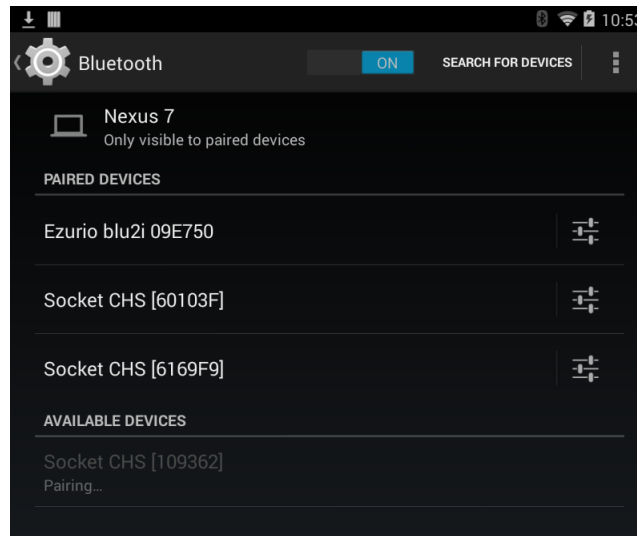 10:53
Bluetooth
ON
SEARCH FOR DEVICES
Nexus 7
Only visible to paired devices
PAIRED DEVICES
Ezurio blu2i 09E750
Socket CHS [60103F]
Socket CHS [6169F9]
AVAILABLE DEVICES
Socket CHS [109362]
Pairing...